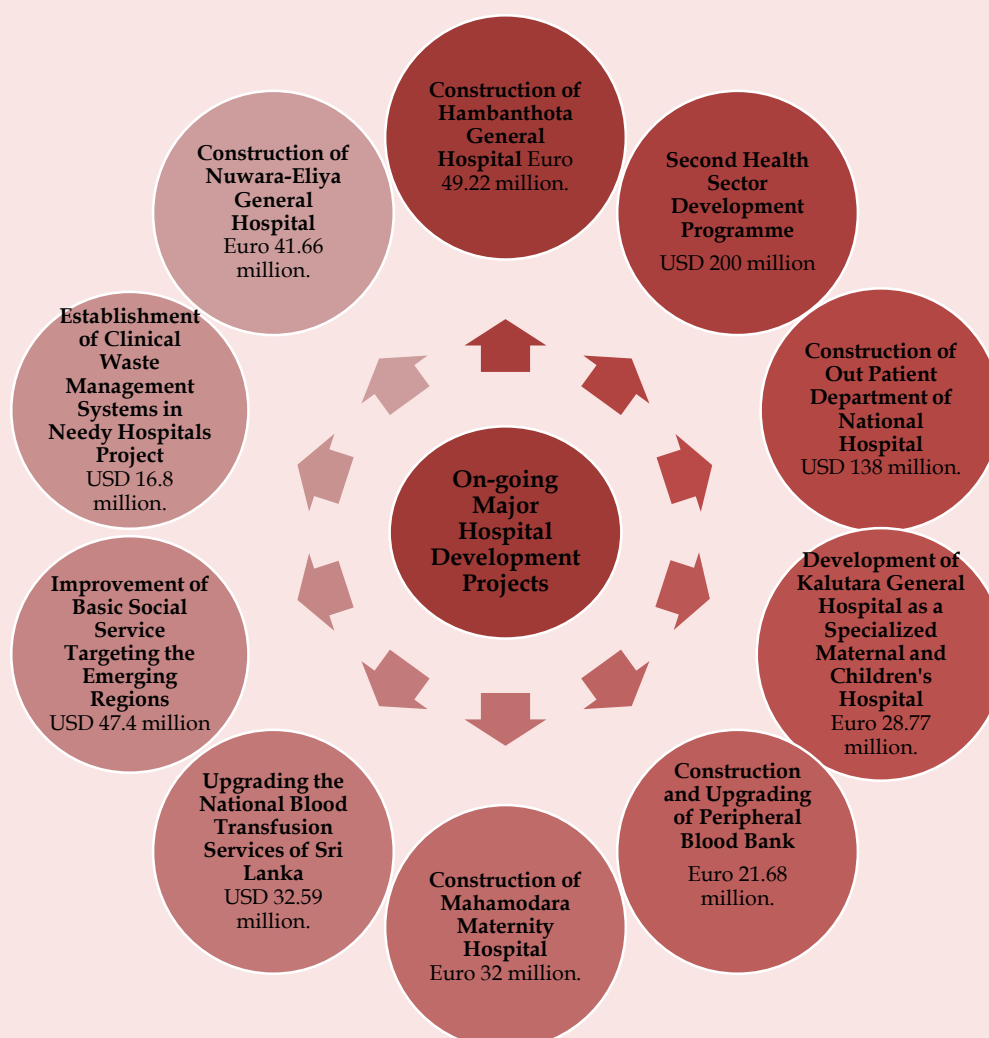 Construction of
Hambanthota
General
Hospital Euro
49.22 million.
Second Health
Sector
Development
Programme
USD 200 million
Construction of
Out Patient
Department of
National
Hospital
USD 138 million.
Development of
Kalutara General
Hospital as a
Specialized
Maternal and
Children's
Hospital
Euro 28.77
million.
Construction
and Upgrading
of Peripheral
Blood Bank
Euro 21.68
million.
Construction of
Mahamodara
Maternity
Hospital
Euro 32 million.
Upgrading the
National Blood
Transfusion
Services of Sri
Lanka
USD 32.59
million.
Improvement of
Basic Social
Service
Targeting the
Emerging
Regions
USD 47.4 million
Establishment
of Clinical
Waste
Management
Systems in
Needy Hospitals
Project
USD 16.8
million.
Construction of
Nuwara-Eliya
General
Hospital
Euro 41.66
million.
On-going
Major
Hospital
Development
Projects